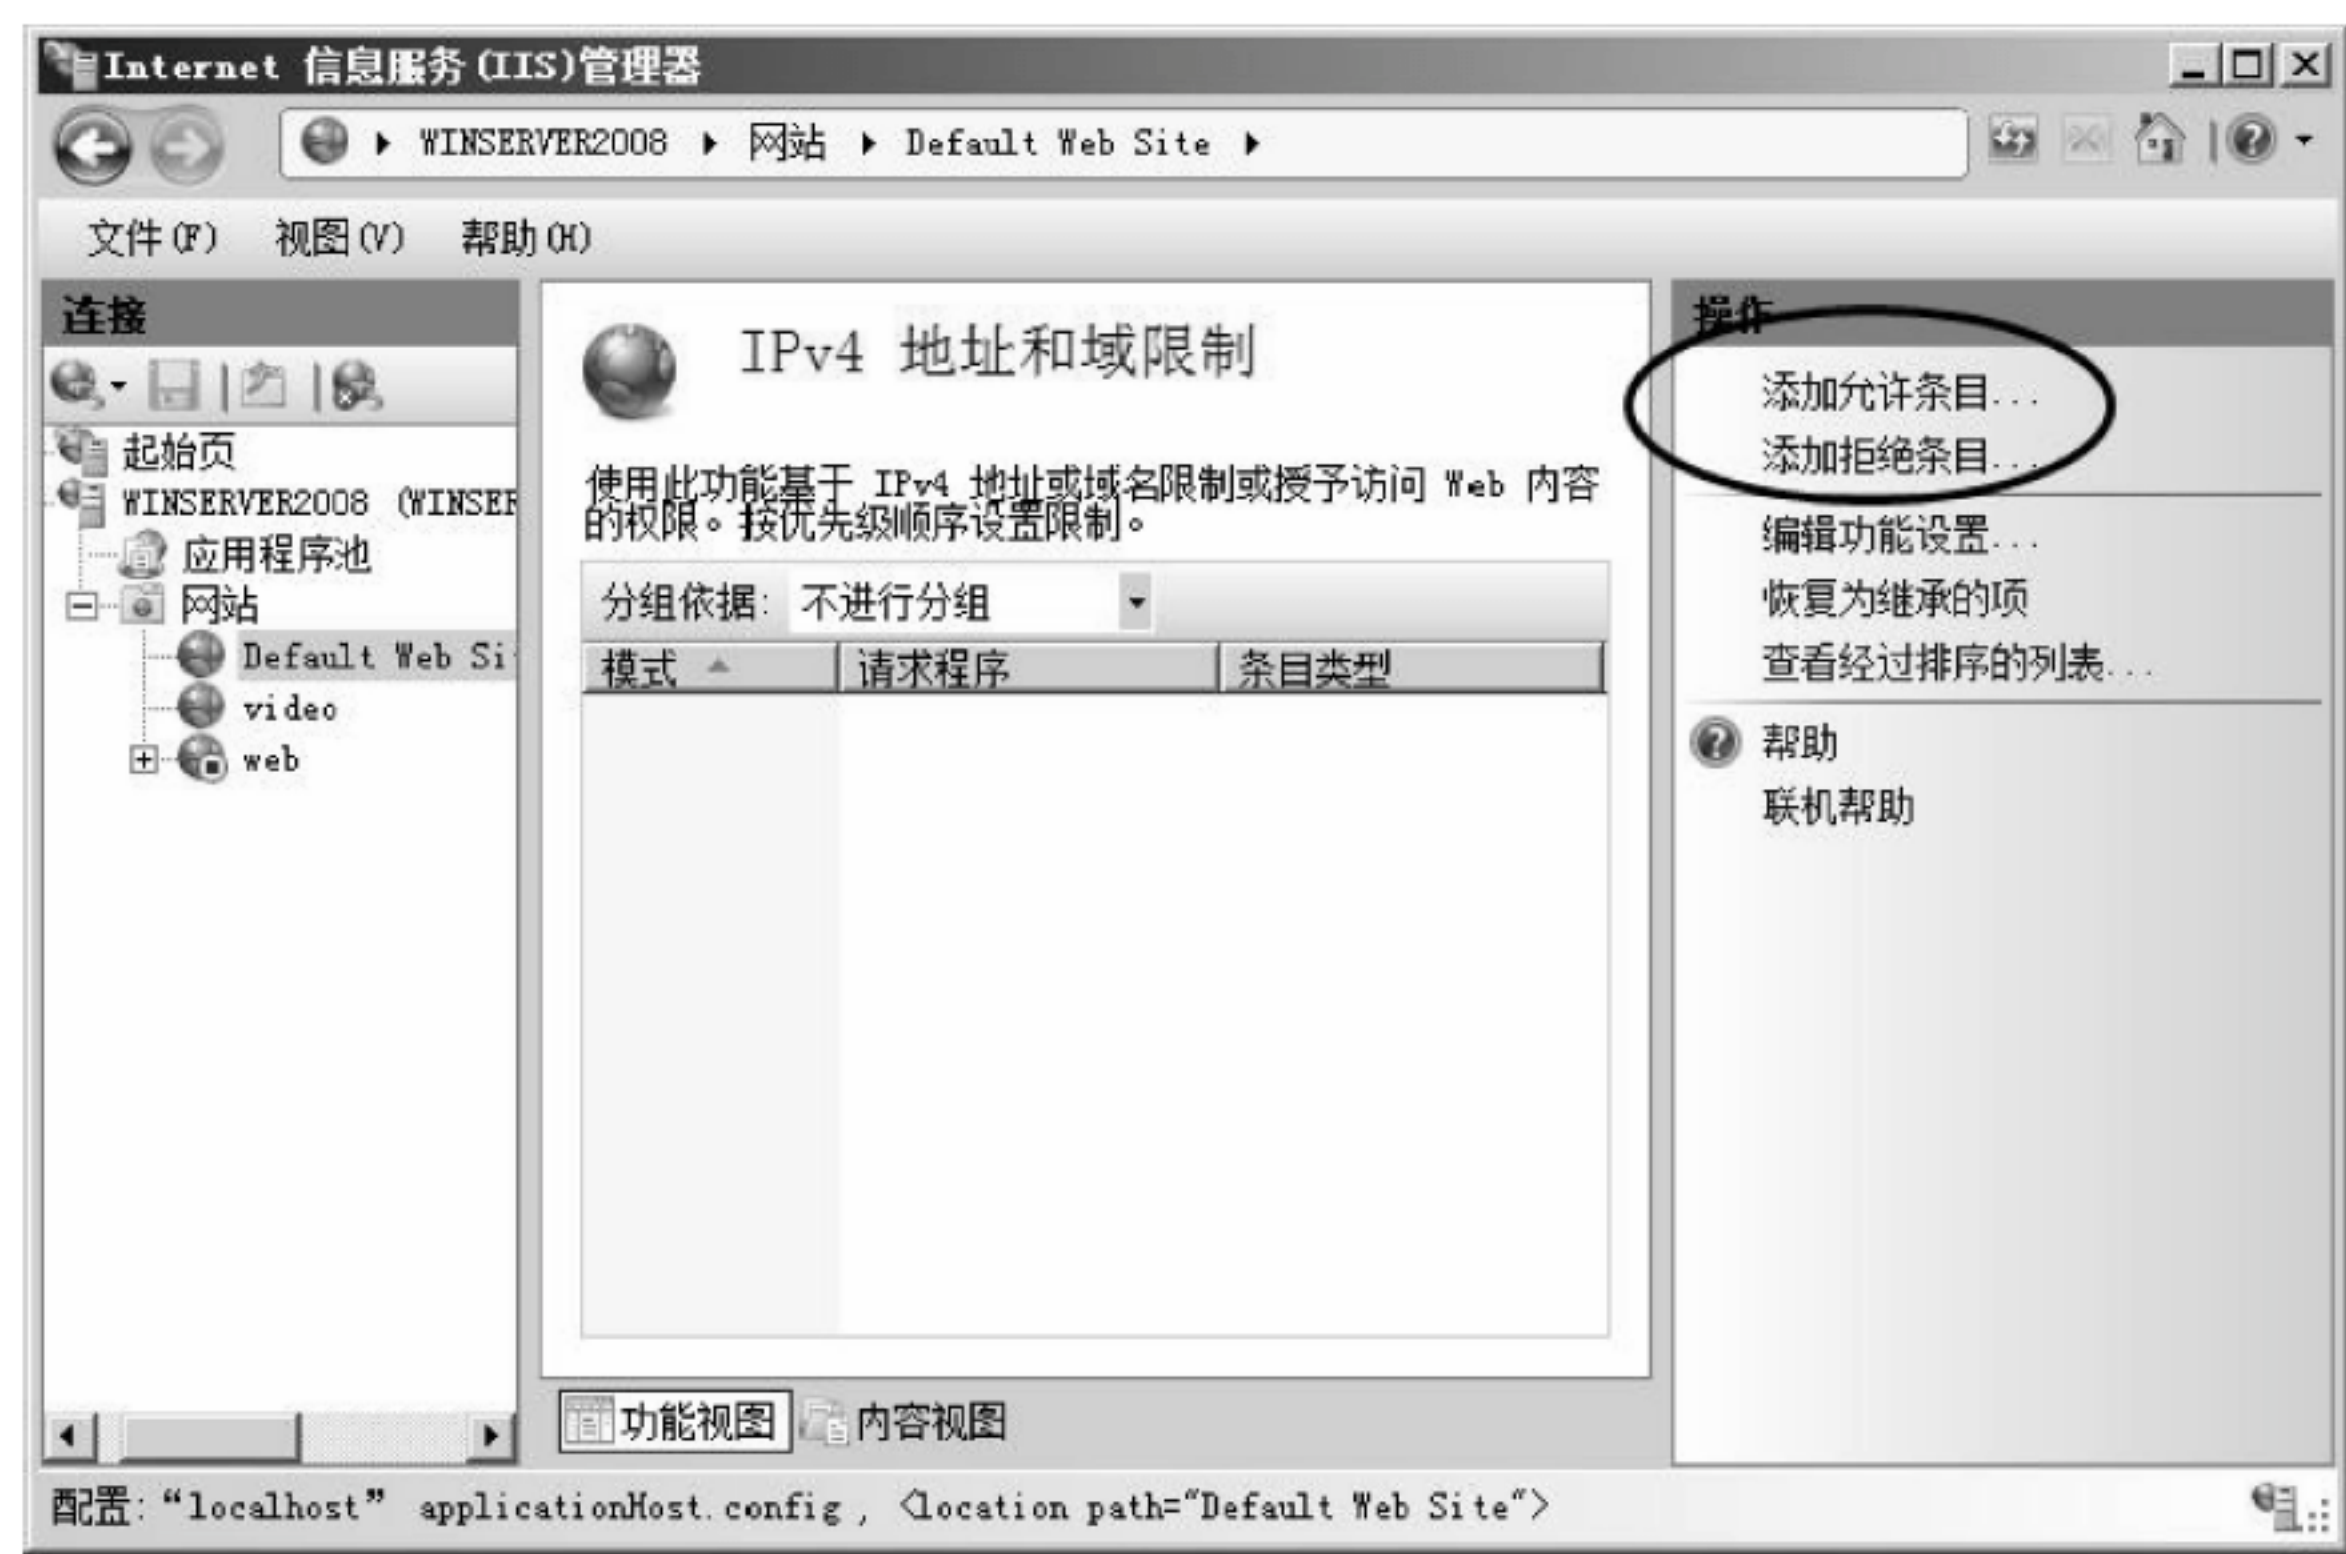 Internet 信息服务(IIS)管理器
WINSERVER2008 网站 Default Web Site
文件(F) 视图(V) 帮助(H)
连接
起始页
WINSERVER2008 (WINSER
应用程序池
网站
Default Web Si
video
web
IPv4 地址和域限制
使用此功能基于 IPv4 地址或域名限制或授予访问 Web 内容
的权限。按优先级顺序设置限制。
分组依据: 不进行分组
模式 请求程序 条目类型
功能视图 内容视图
操作
添加允许条目...
添加拒绝条目...
编辑功能设置...
恢复为继承的项
查看经过排序的列表...
帮助
联机帮助
配置:“localhost” applicationHost.config , <location path="Default Web Site">